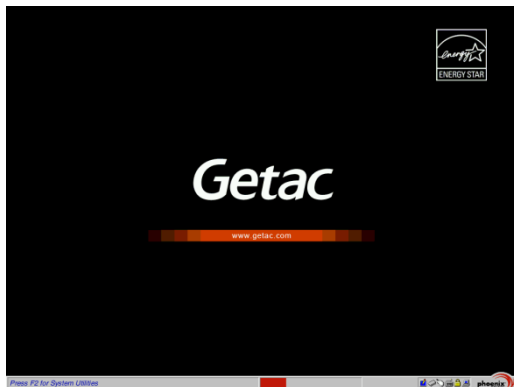 energy
ENERGY STAR
Getac
www.getac.com
Press F2 for System Utilities
phoenix